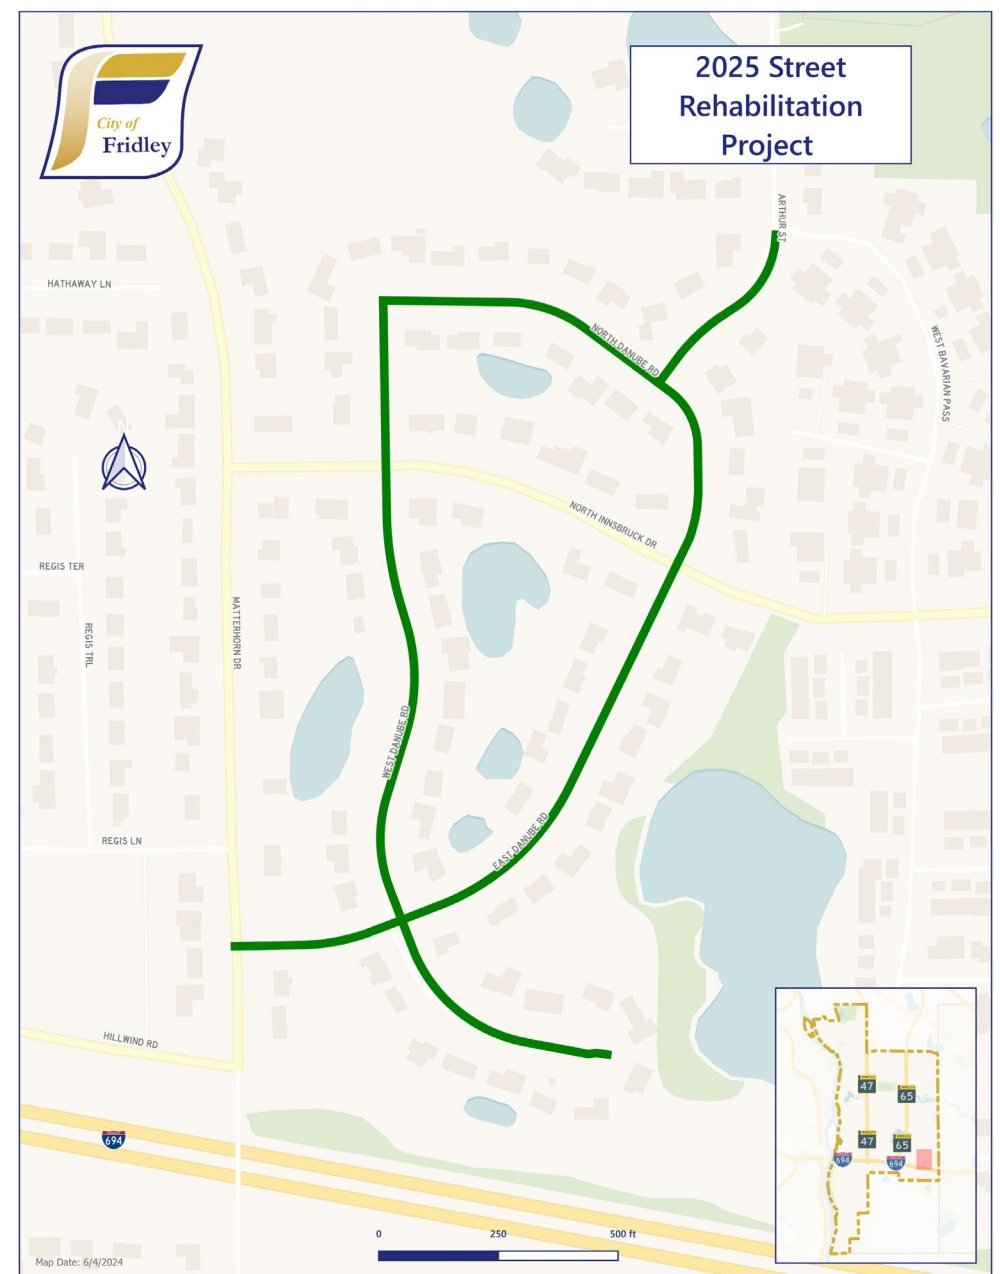 2025 Street
Rehabilitation
Project
City of
Fridley
ARTHUR ST
HATHAWAY LN
NORTH DANUBE RD
WEST BAVARIAN PASS
N
NORTH INNSBRUCK DR
REGIS TER
REGIS TRL
MATTERHORN DR
WEST DANUBE RD
EAST DANUBE RD
REGIS LN
HILLWIND RD
694
47
65
47
65
694
694
0 250 500 ft
Map Date: 6/4/2024